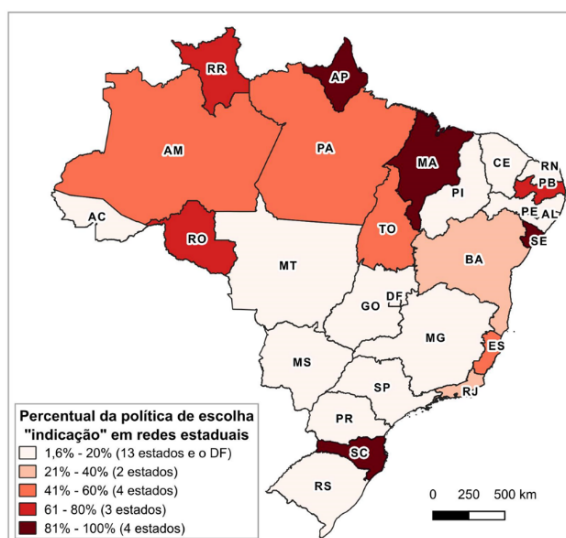 RR
AP
AM
PA
MA
CE
RN
PB
PI
PE
AL
AC
TO
SE
RO
BA
MT
DF
GO
MG
ES
MS
SP
RJ
PR
SC
RS
Percentual da política de escolha
"indicação" em redes estaduais
1,6% - 20% (13 estados e o DF)
21% - 40% (2 estados)
41% - 60% (4 estados)
61 - 80% (3 estados)
81% - 100% (4 estados)
0 250 500 km